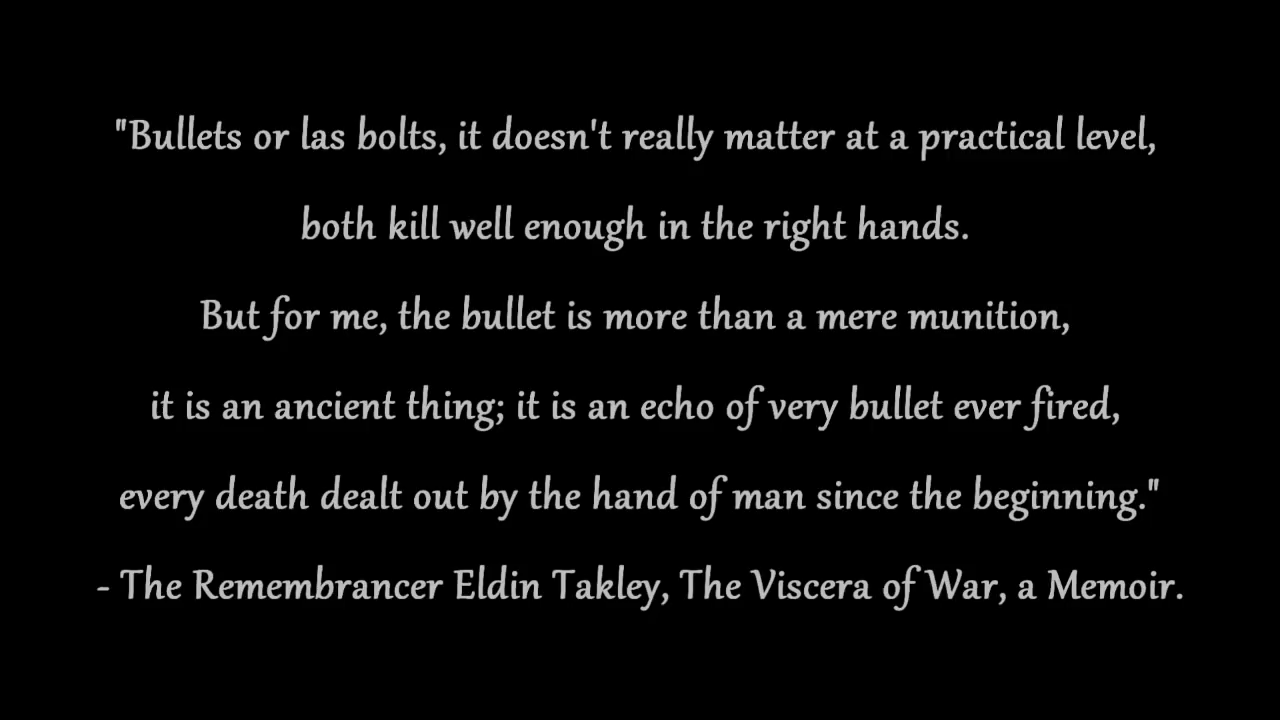 "Bullets or las bolts, it doesn't really matter at a practical level,
both kill well enough in the right hands.
But for me, the bullet is more than a mere munition,
it is an ancient thing; it is an echo of very bullet ever fired,
every death dealt out by the hand of man since the beginning."
- The Remembrancer Eldin Takley, The Viscera of War, a Memoir.